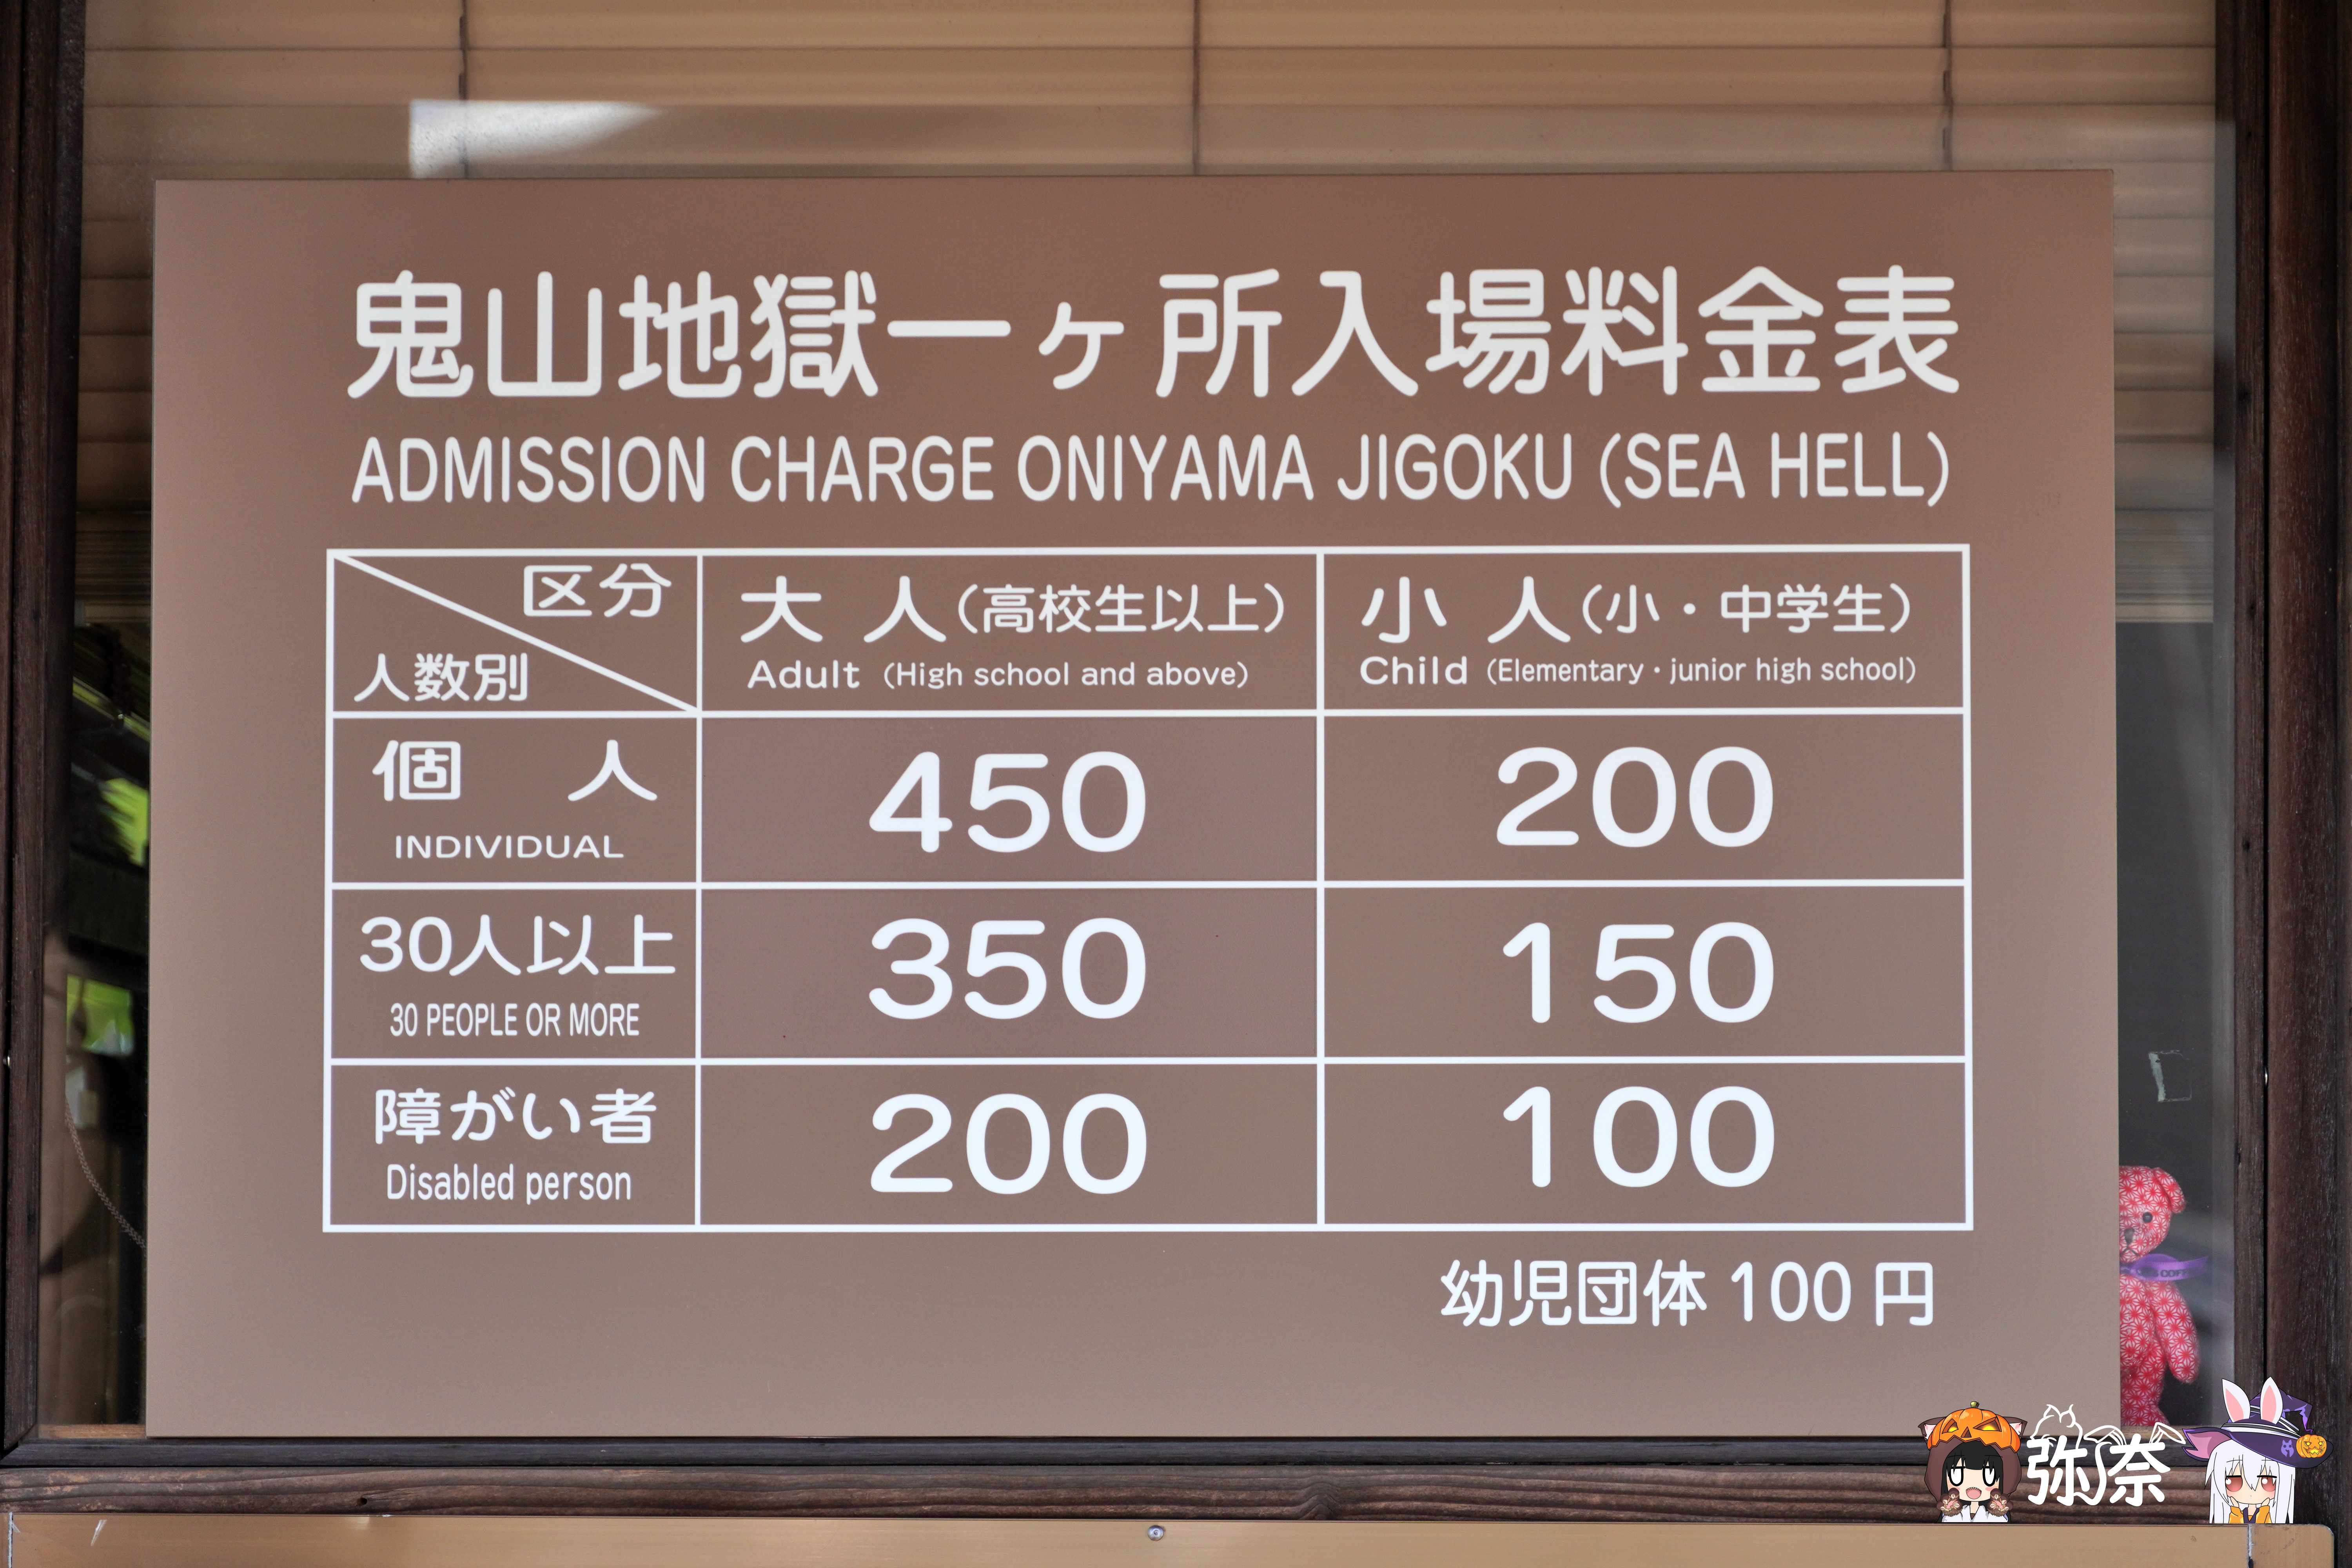 鬼山地獄一ヶ所入場料金表
ADMISSION CHARGE ONIYAMA JIGOKU (SEA HELL)
区分
人数別
大 人(高校生以上)
Adult (High school and above)
小 人(小・中学生)
Child (Elementary・junior high school)
個 人
INDIVIDUAL
450
200
30人以上
30 PEOPLE OR MORE
350
150
障がい者
Disabled person
200
100
幼児団体 100 円
弥奈